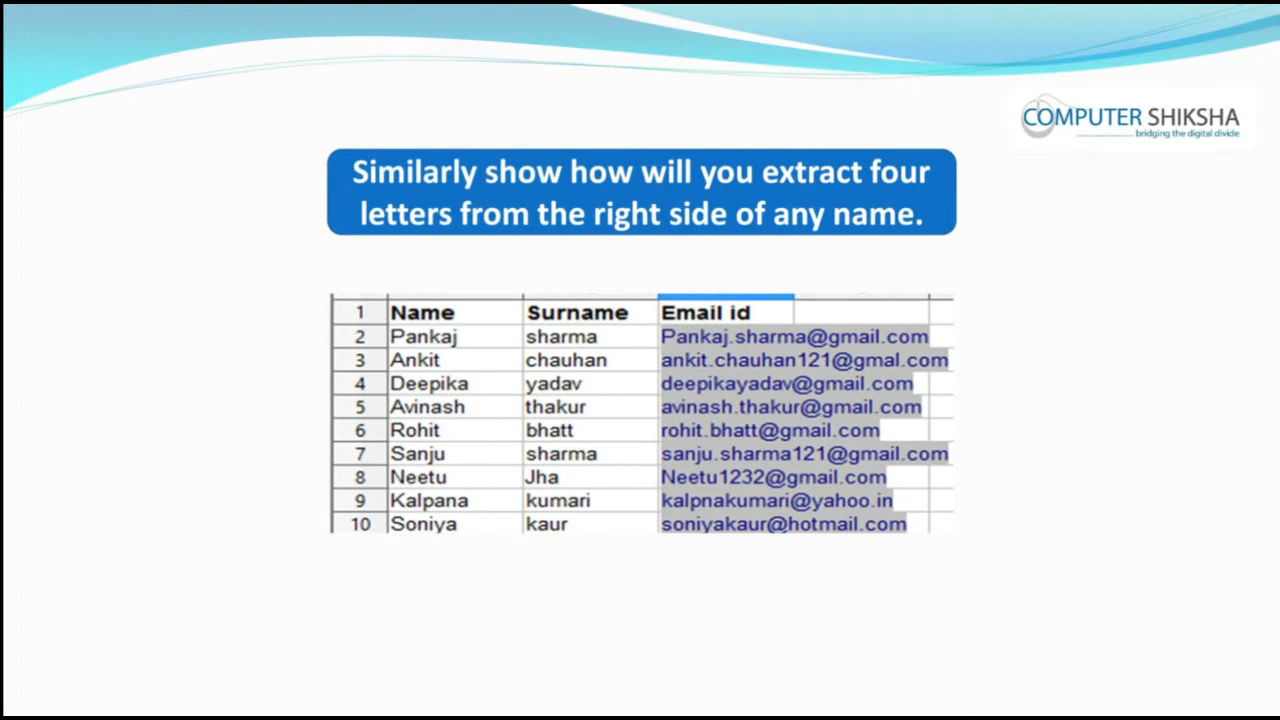 COMPUTER SHIKSHA
bridging the digital divide
Similarly show how will you extract four
letters from the right side of any name.
1 Name Surname Email id
2 Pankaj sharma Pankaj.sharma@gmail.com
3 Ankit chauhan ankit.chauhan121@gmal.com
4 Deepika yadav deepikayadav@gmail.com
5 Avinash thakur avinash.thakur@gmail.com
6 Rohit bhatt rohit.bhatt@gmail.com
7 Sanju sharma sanju.sharma121@gmail.com
8 Neetu Jha Neetu1232@gmail.com
9 Kalpana kumari kalpnakumari@yahoo.in
10 Soniya kaur soniyakaur@hotmail.com